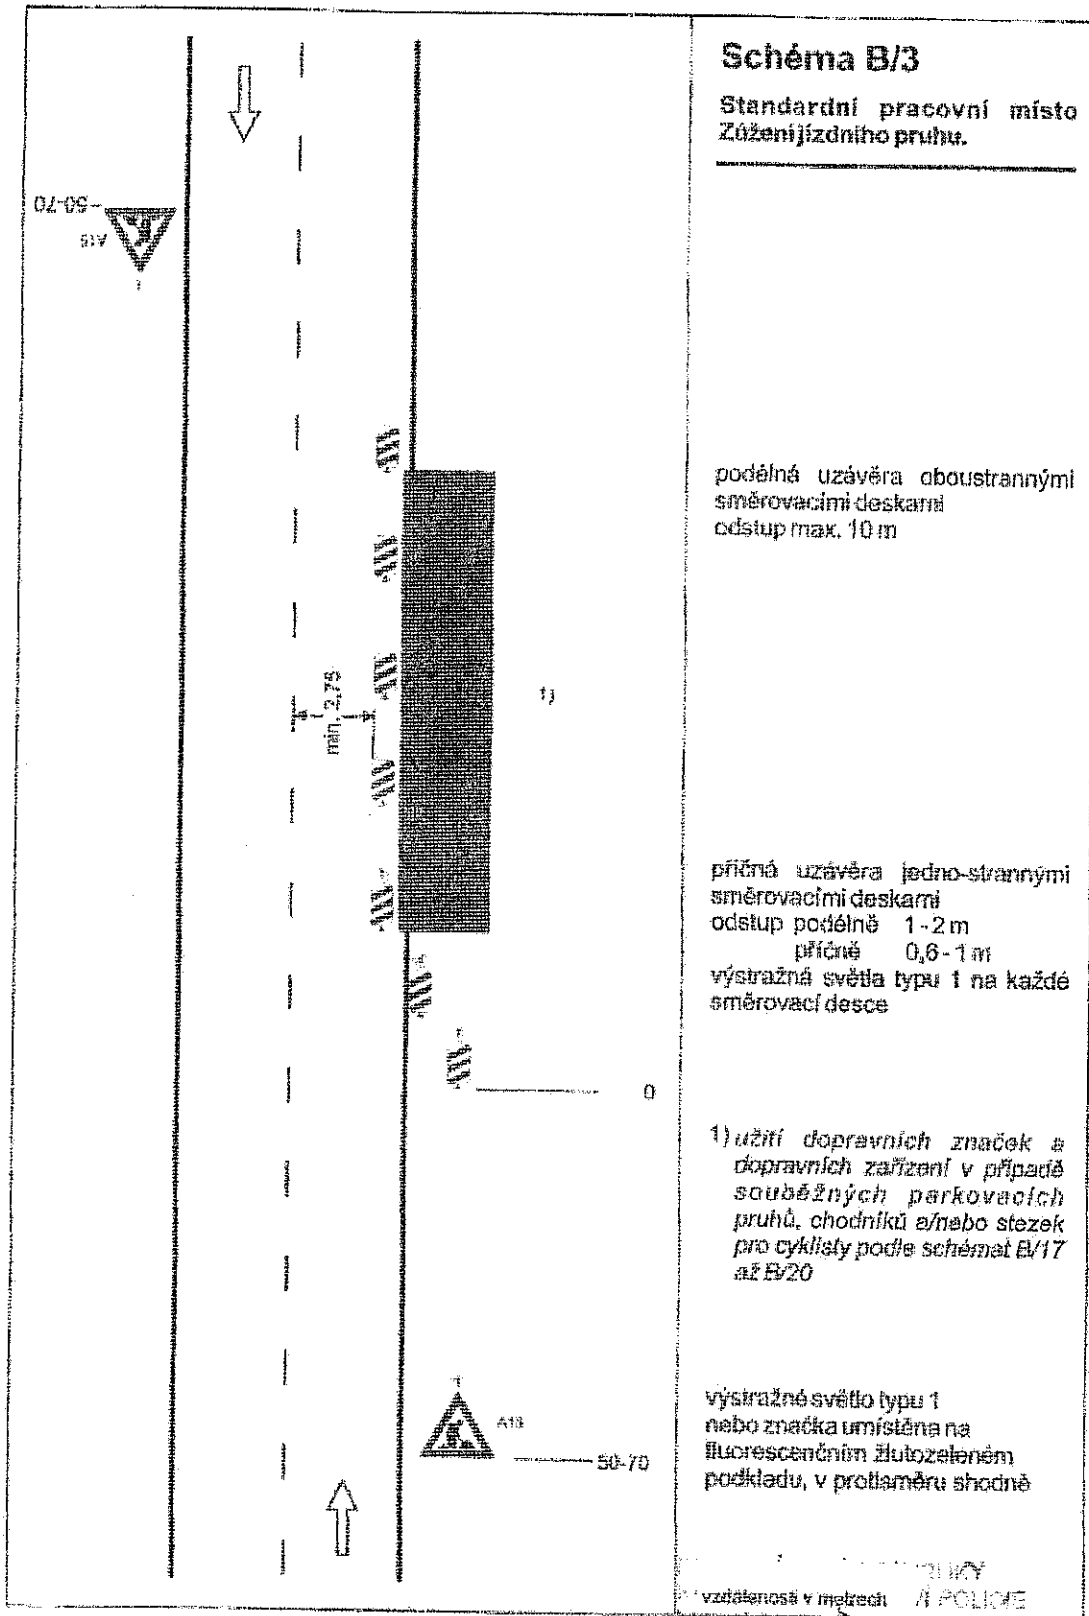 Schéma B/3
Standardní pracovní místo
Zúžení jízdního pruhu.
50-70
A15
podélná uzávěra oboustrannými
směrovacími deskami
odstup max. 10 m
1)
min. 2,75
příčná uzávěra jedno-strannými
směrovacími deskami
odstup podélně 1-2 m
příčně 0,6-1 m
výstražná světla typu 1 na každé
směrovací desce
0
1) užití dopravních značek a
dopravních zařízení v případě
souběžných parkovacích
pruhů, chodníků a/nebo stezek
pro cyklisty podle schémat B/17
až B/20
A15
50-70
výstražné světlo typu 1
nebo značka umístěna na
fluorescenčním žlutozeleném
podkladu, v protisměru shodně
vzdálenosti v metrech
POLICIE